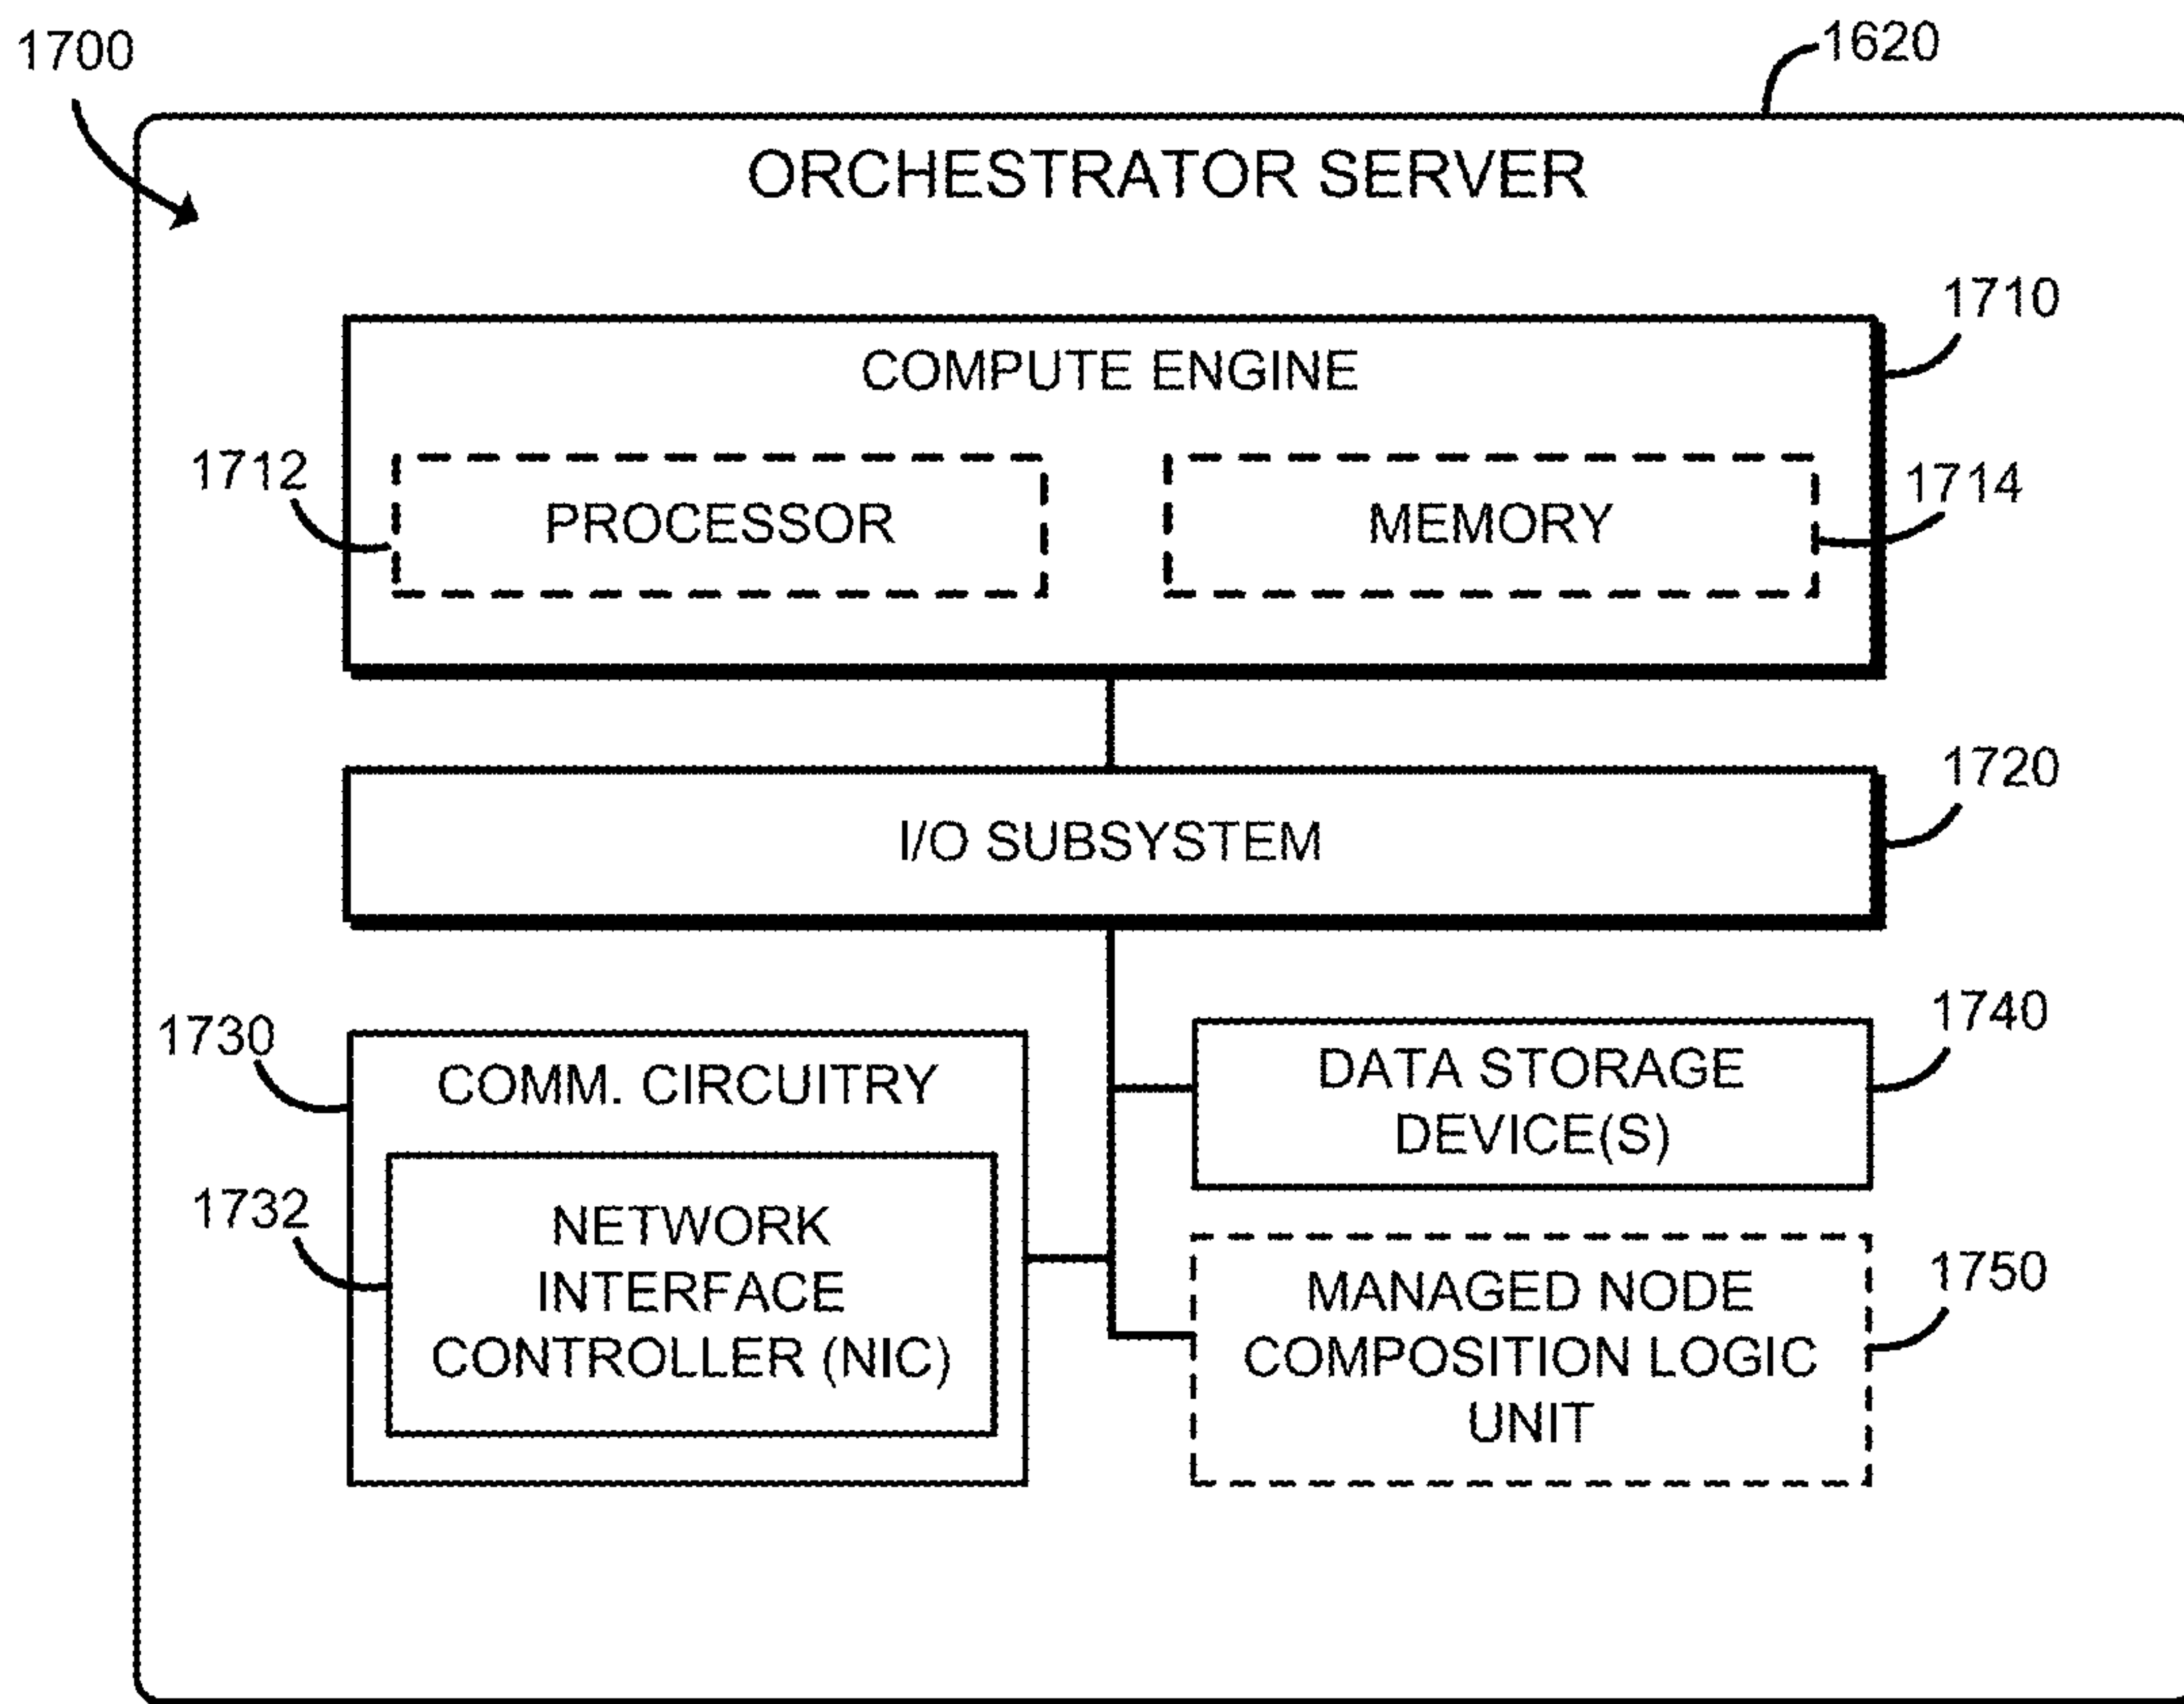 1700
1620
ORCHESTRATOR SERVER
1710
COMPUTE ENGINE
1712
PROCESSOR
MEMORY
1714
1720
I/O SUBSYSTEM
1730
COMM. CIRCUITRY
1732
NETWORK
INTERFACE
CONTROLLER (NIC)
1740
DATA STORAGE
DEVICE(S)
1750
MANAGED NODE
COMPOSITION LOGIC
UNIT